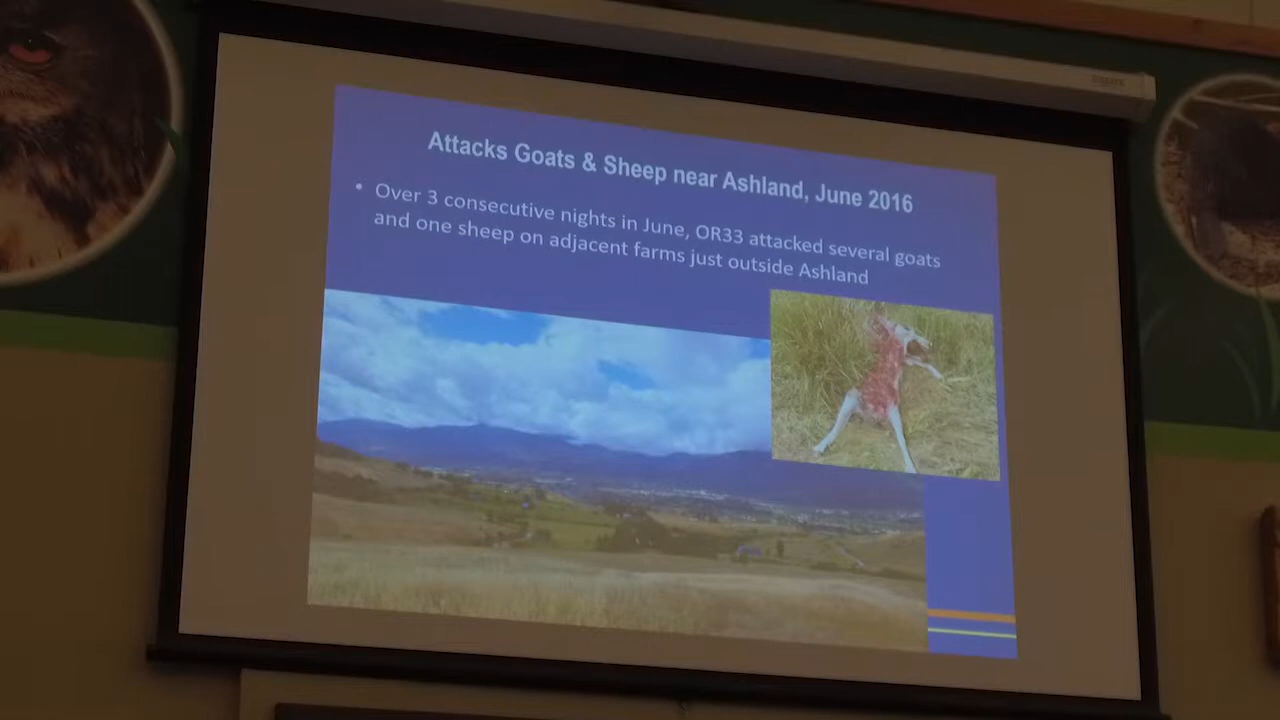 Attacks Goats & Sheep near Ashland, June 2016
• Over 3 consecutive nights in June, OR33 attacked several goats
and one sheep on adjacent farms just outside Ashland